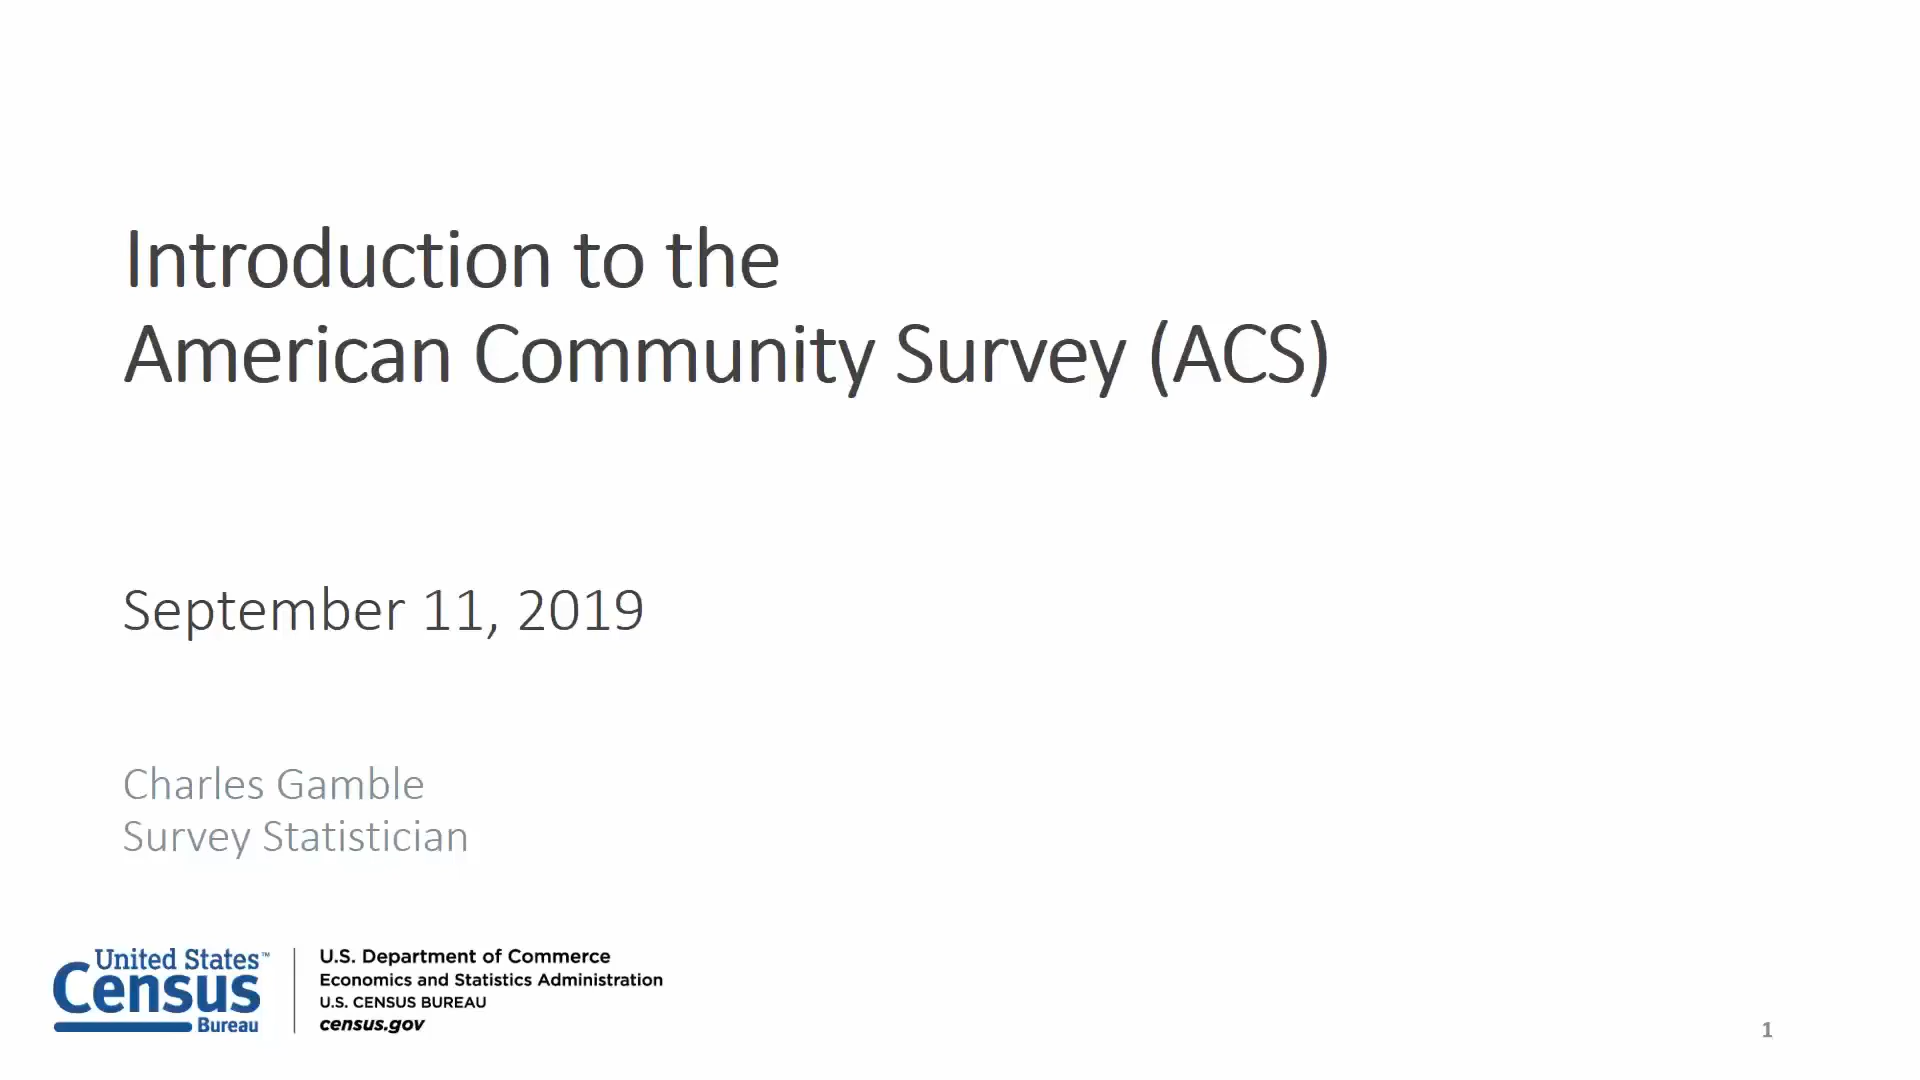 Introduction to the
American Community Survey (ACS)
September 11, 2019
Charles Gamble
Survey Statistician
United States™
Census
Bureau
U.S. Department of Commerce
Economics and Statistics Administration
U.S. CENSUS BUREAU
census.gov
1